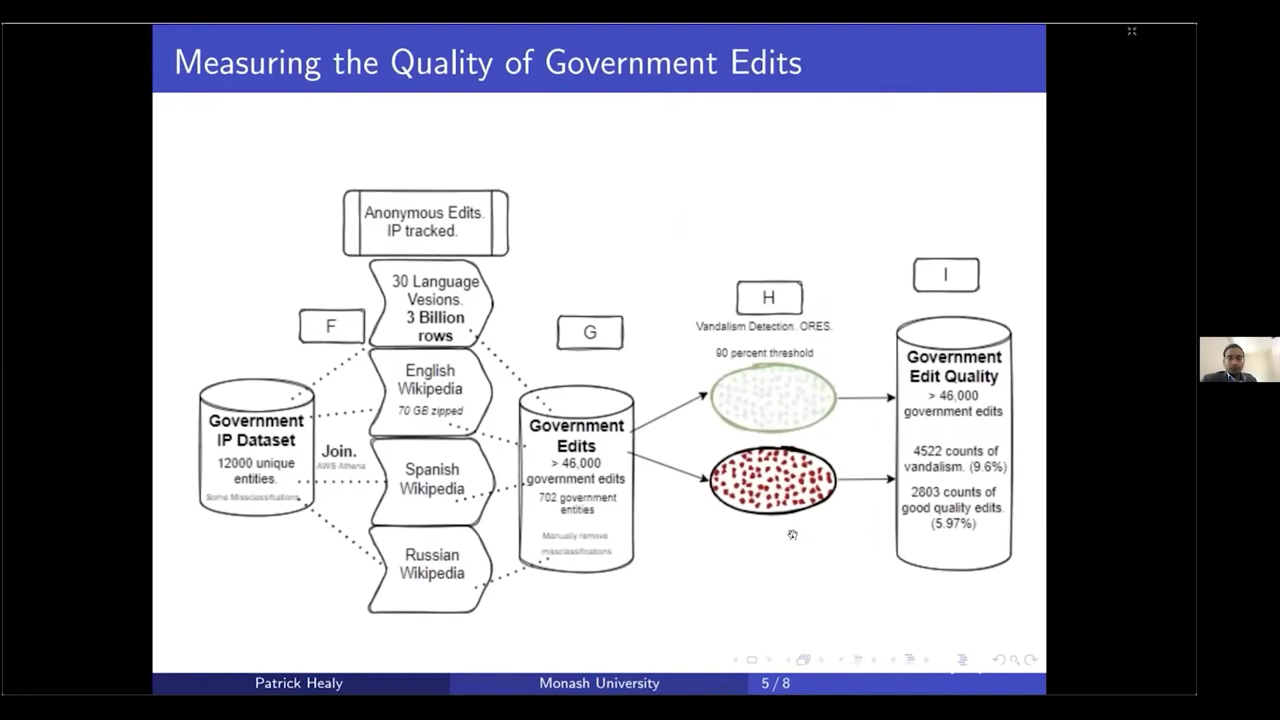 Measuring the Quality of Government Edits
Anonymous Edits.
IP tracked.
30 Language
Vesions.
3 Billion
rows
F
English
Wikipedia
70 GB zipped
Spanish
Wikipedia
Russian
Wikipedia
Government
IP Dataset
12000 unique
entities.
Some Missclassifications
Join.
AWS Athena
G
Government
Edits
> 46,000
government edits
702 government
entities
Manually remove
missclassifications
H
Vandalism Detection. ORES.
90 percent threshold
I
Government
Edit Quality
> 46,000
government edits
4522 counts of
vandalism. (9.6%)
2803 counts of
good quality edits.
(5.97%)
Patrick Healy
Monash University
5 / 8